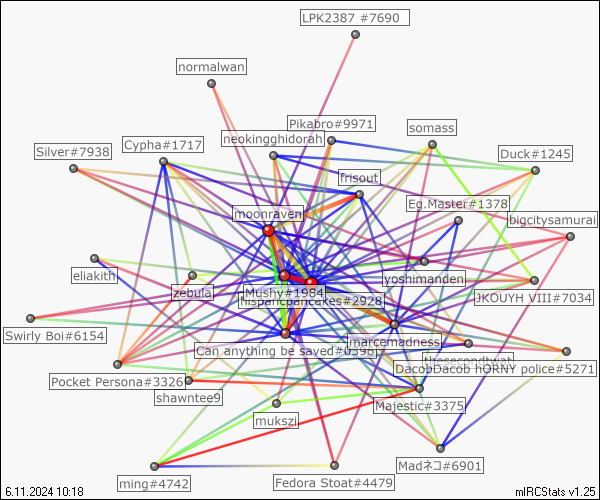 LPK2387 #7690
normalwan
Pikabro#9971
somass
neokingghidorah
Cypha#1717
Silver#7938
Duck#1245
frisout
Eg.Master#1378
moonraven
bigcitysamurai
eliakith
zebula
Mushy#1984
yoshimanden
hispanicpancakes#2928
JKOUYH VIII#7034
Swirly Boi#6154
imarcemadness
Can anything be saved#0396
thesecondtwat
DacobDacob hORNY police#5271
Pocket Persona#3326
shawntee9
Majestic#3375
mukszi
Madネコ#6901
ming#4742
Fedora Stoat#4479
6.11.2024 10:18
mIRCStats v1.25